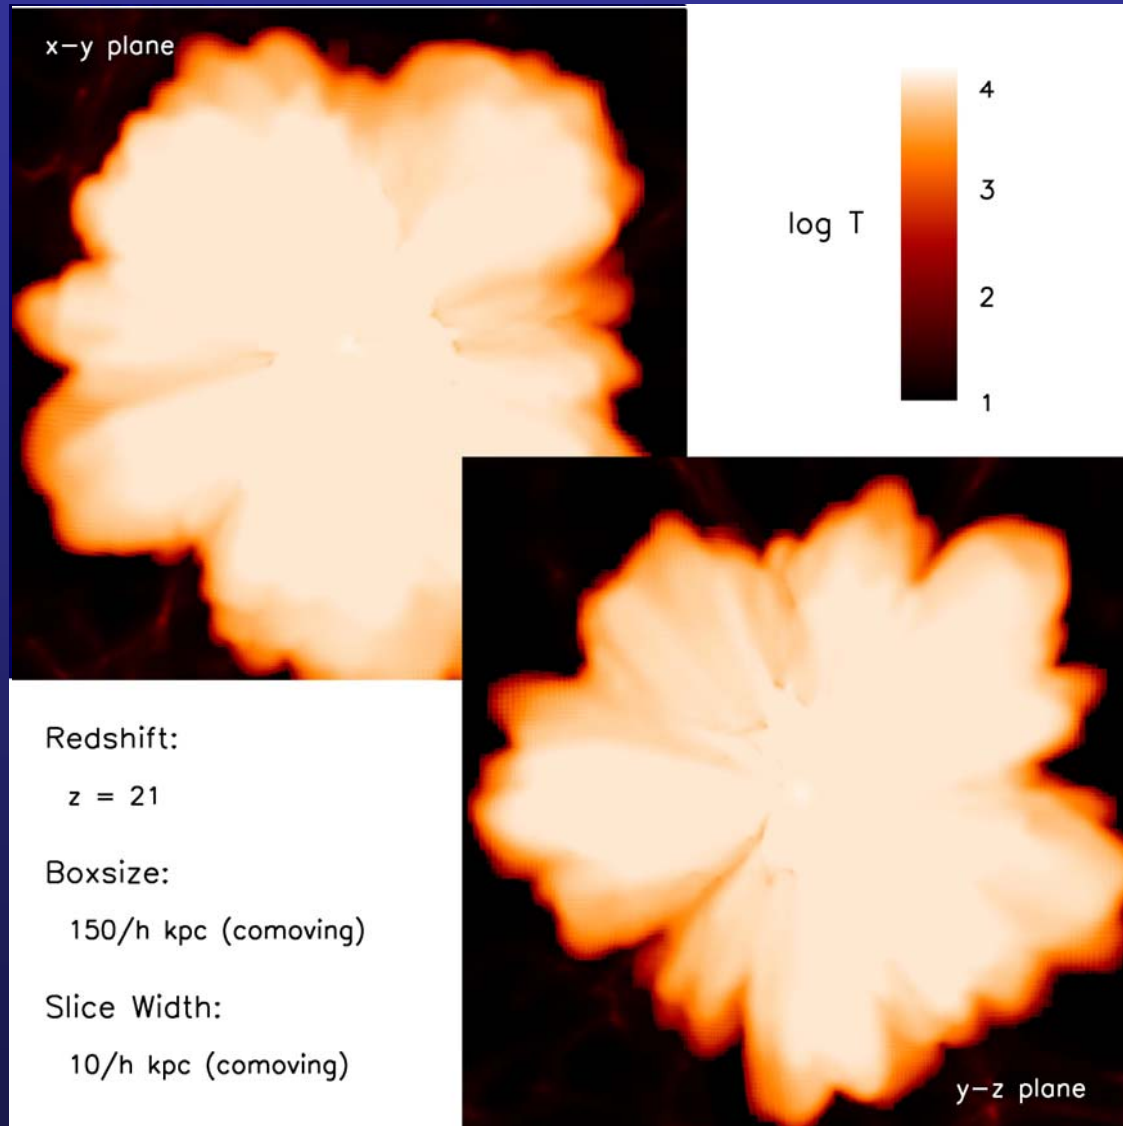 x-y plane
4
3
log T
2
1
Redshift:
z = 21
Boxsize:
150/h kpc (comoving)
Slice Width:
10/h kpc (comoving)
y-z plane